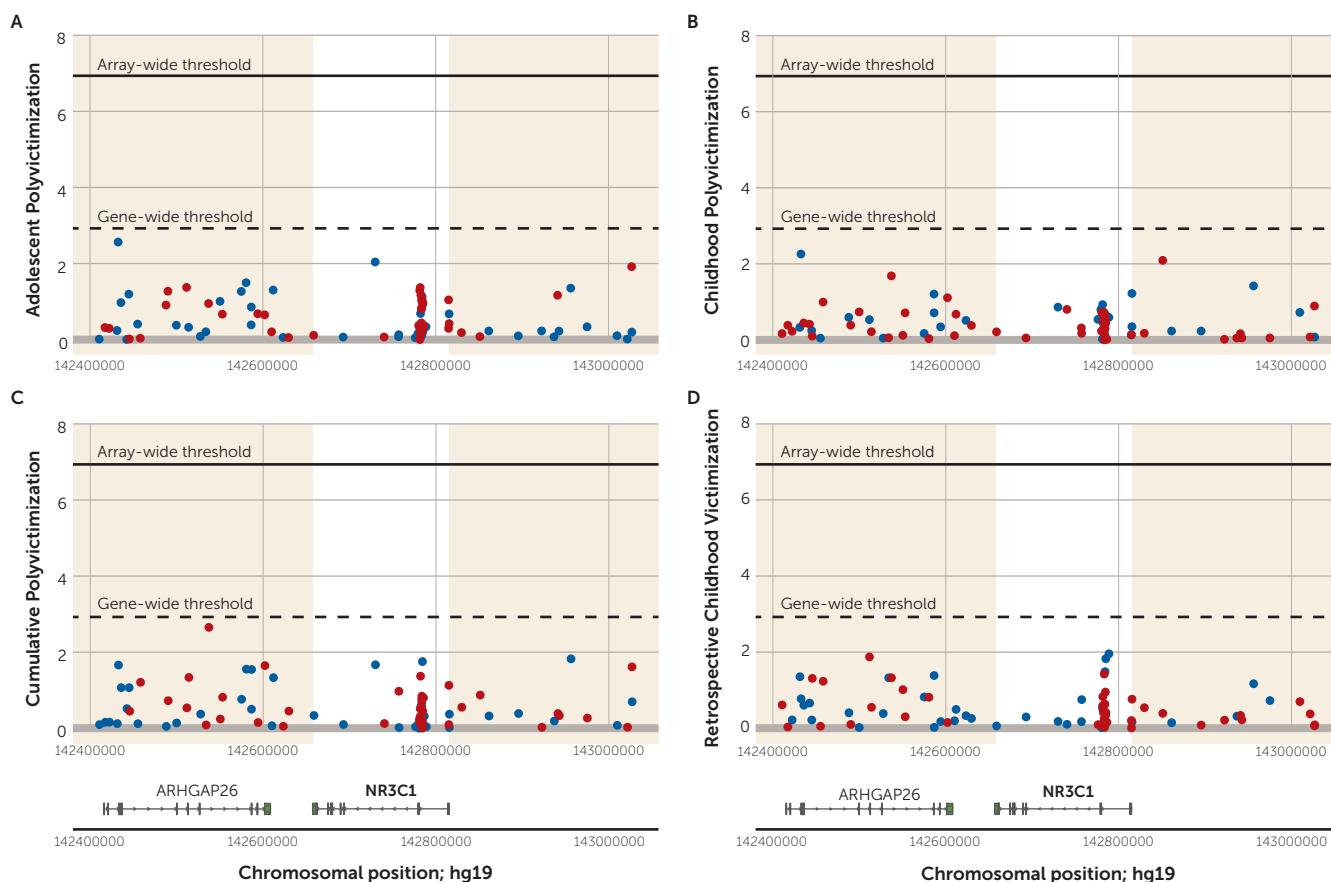 A
Adolescent Polyvictimization
8
Array-wide threshold
6
4
Gene-wide threshold
2
0
142400000 142600000 142800000 143000000
B
Childhood Polyvictimization
8
Array-wide threshold
6
4
Gene-wide threshold
2
0
142400000 142600000 142800000 143000000
C
Cumulative Polyvictimization
8
Array-wide threshold
6
4
Gene-wide threshold
2
0
142400000 142600000 142800000 143000000
ARHGAP26 NR3C1
142400000 142600000 142800000 143000000
Chromosomal position; hg19
D
Retrospective Childhood Victimization
8
Array-wide threshold
6
4
Gene-wide threshold
2
0
142400000 142600000 142800000 143000000
ARHGAP26 NR3C1
142400000 142600000 142800000 143000000
Chromosomal position; hg19